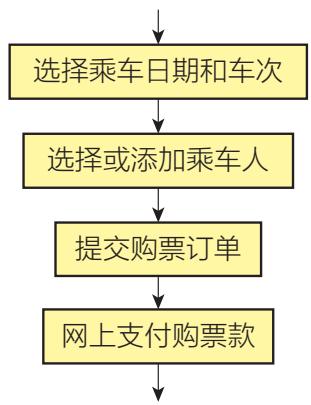 选择乘车日期和车次
选择或添加乘车人
提交购票订单
网上支付购票款